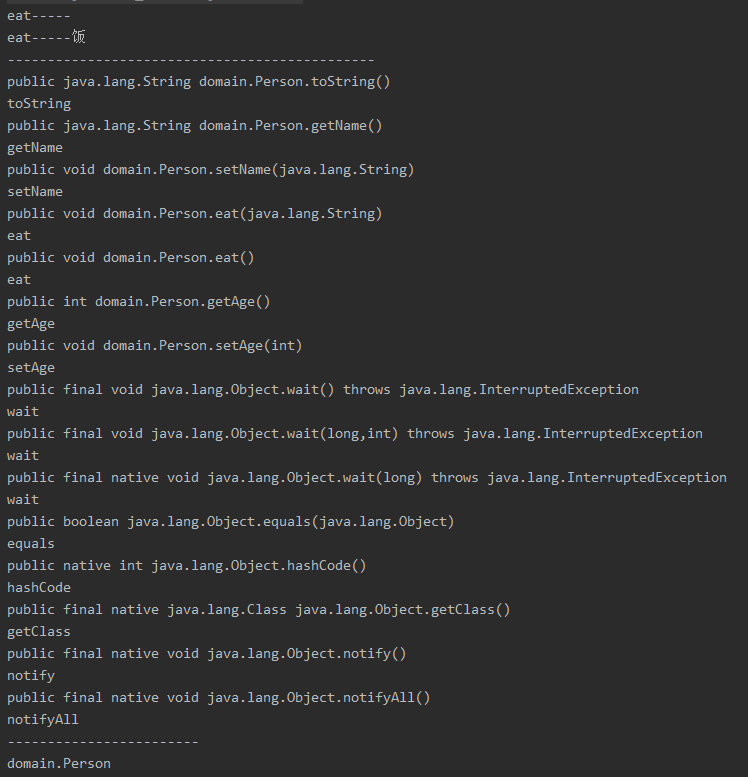 eat-----
eat-----饭
----------------------------------------------
public java.lang.String domain.Person.toString()
toString
public java.lang.String domain.Person.getName()
getName
public void domain.Person.setName(java.lang.String)
setName
public void domain.Person.eat(java.lang.String)
eat
public void domain.Person.eat()
eat
public int domain.Person.getAge()
getAge
public void domain.Person.setAge(int)
setAge
public final void java.lang.Object.wait() throws java.lang.InterruptedException
wait
public final void java.lang.Object.wait(long,int) throws java.lang.InterruptedException
wait
public final native void java.lang.Object.wait(long) throws java.lang.InterruptedException
wait
public boolean java.lang.Object.equals(java.lang.Object)
equals
public native int java.lang.Object.hashCode()
hashCode
public final native java.lang.Class java.lang.Object.getClass()
getClass
public final native void java.lang.Object.notify()
notify
public final native void java.lang.Object.notifyAll()
notifyAll
------------------------
domain.Person